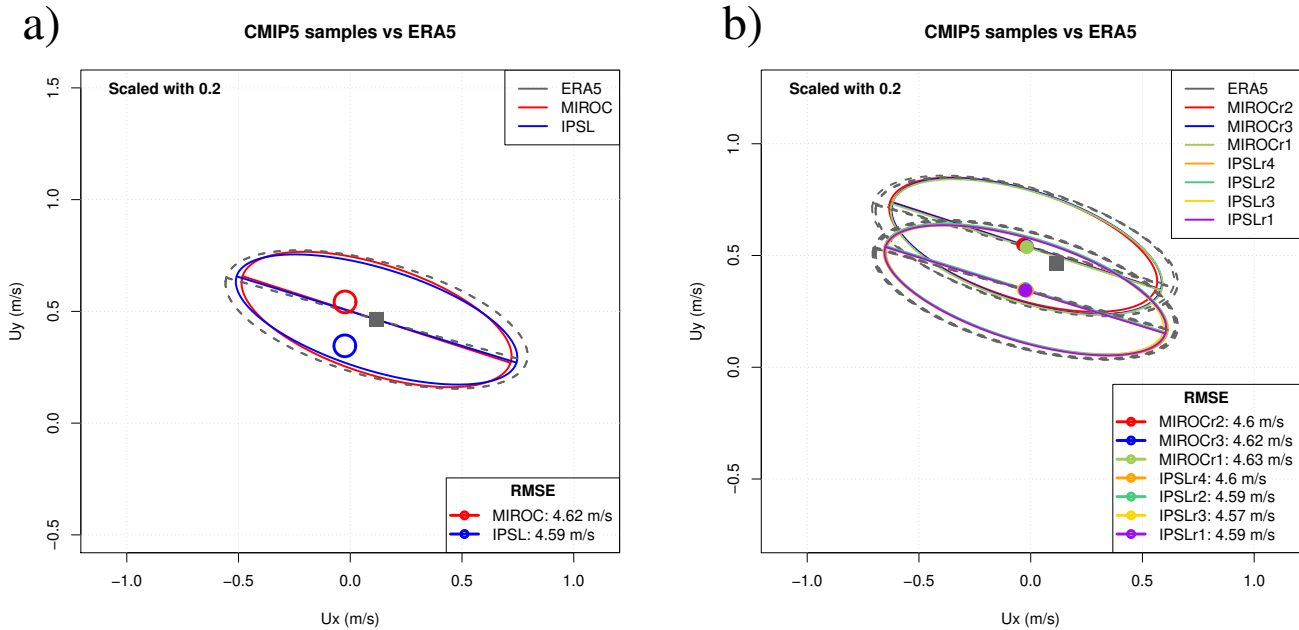 a)
CMIP5 samples vs ERA5
Scaled with 0.2
ERA5
MIROC
IPSL
1.5
1.0
0.5
0.0
−0.5
Uy (m/s)
RMSE
MIROC: 4.62 m/s
IPSL: 4.59 m/s
−1.0 −0.5 0.0 0.5 1.0
Ux (m/s)
b)
CMIP5 samples vs ERA5
Scaled with 0.2
ERA5
MIROCr2
MIROCr3
MIROCr1
IPSLr4
IPSLr2
IPSLr3
IPSLr1
1.0
0.5
0.0
−0.5
Uy (m/s)
RMSE
MIROCr2: 4.6 m/s
MIROCr3: 4.62 m/s
MIROCr1: 4.63 m/s
IPSLr4: 4.6 m/s
IPSLr2: 4.59 m/s
IPSLr3: 4.57 m/s
IPSLr1: 4.59 m/s
−1.0 −0.5 0.0 0.5 1.0
Ux (m/s)